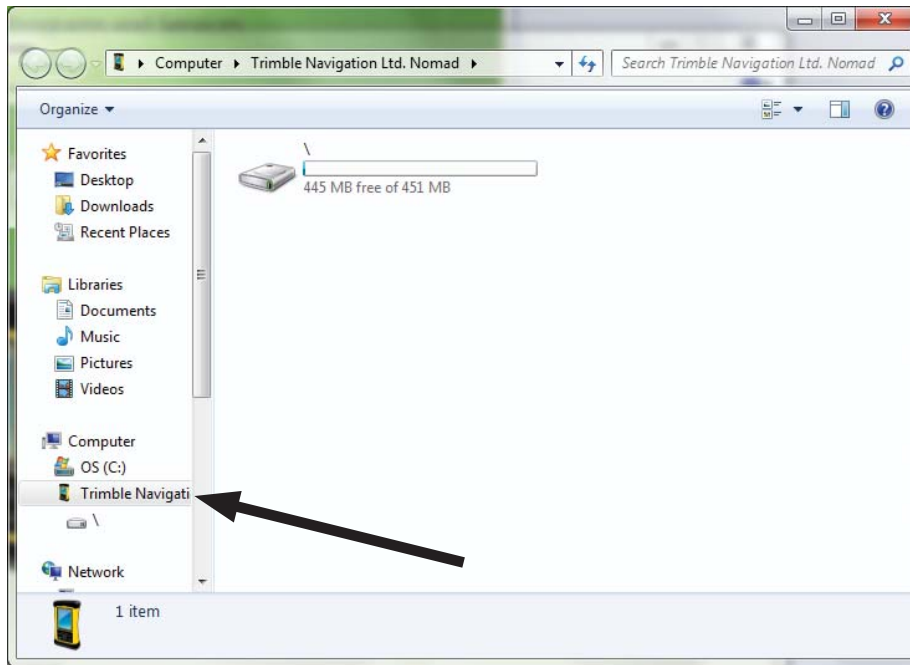 Computer ▸ Trimble Navigation Ltd. Nomad ▸
Search Trimble Navigation Ltd. Nomad
Organize
Favorites
Desktop
Downloads
Recent Places
Libraries
Documents
Music
Pictures
Videos
Computer
OS (C:)
Trimble Navigati
\
Network
\
445 MB free of 451 MB
1 item